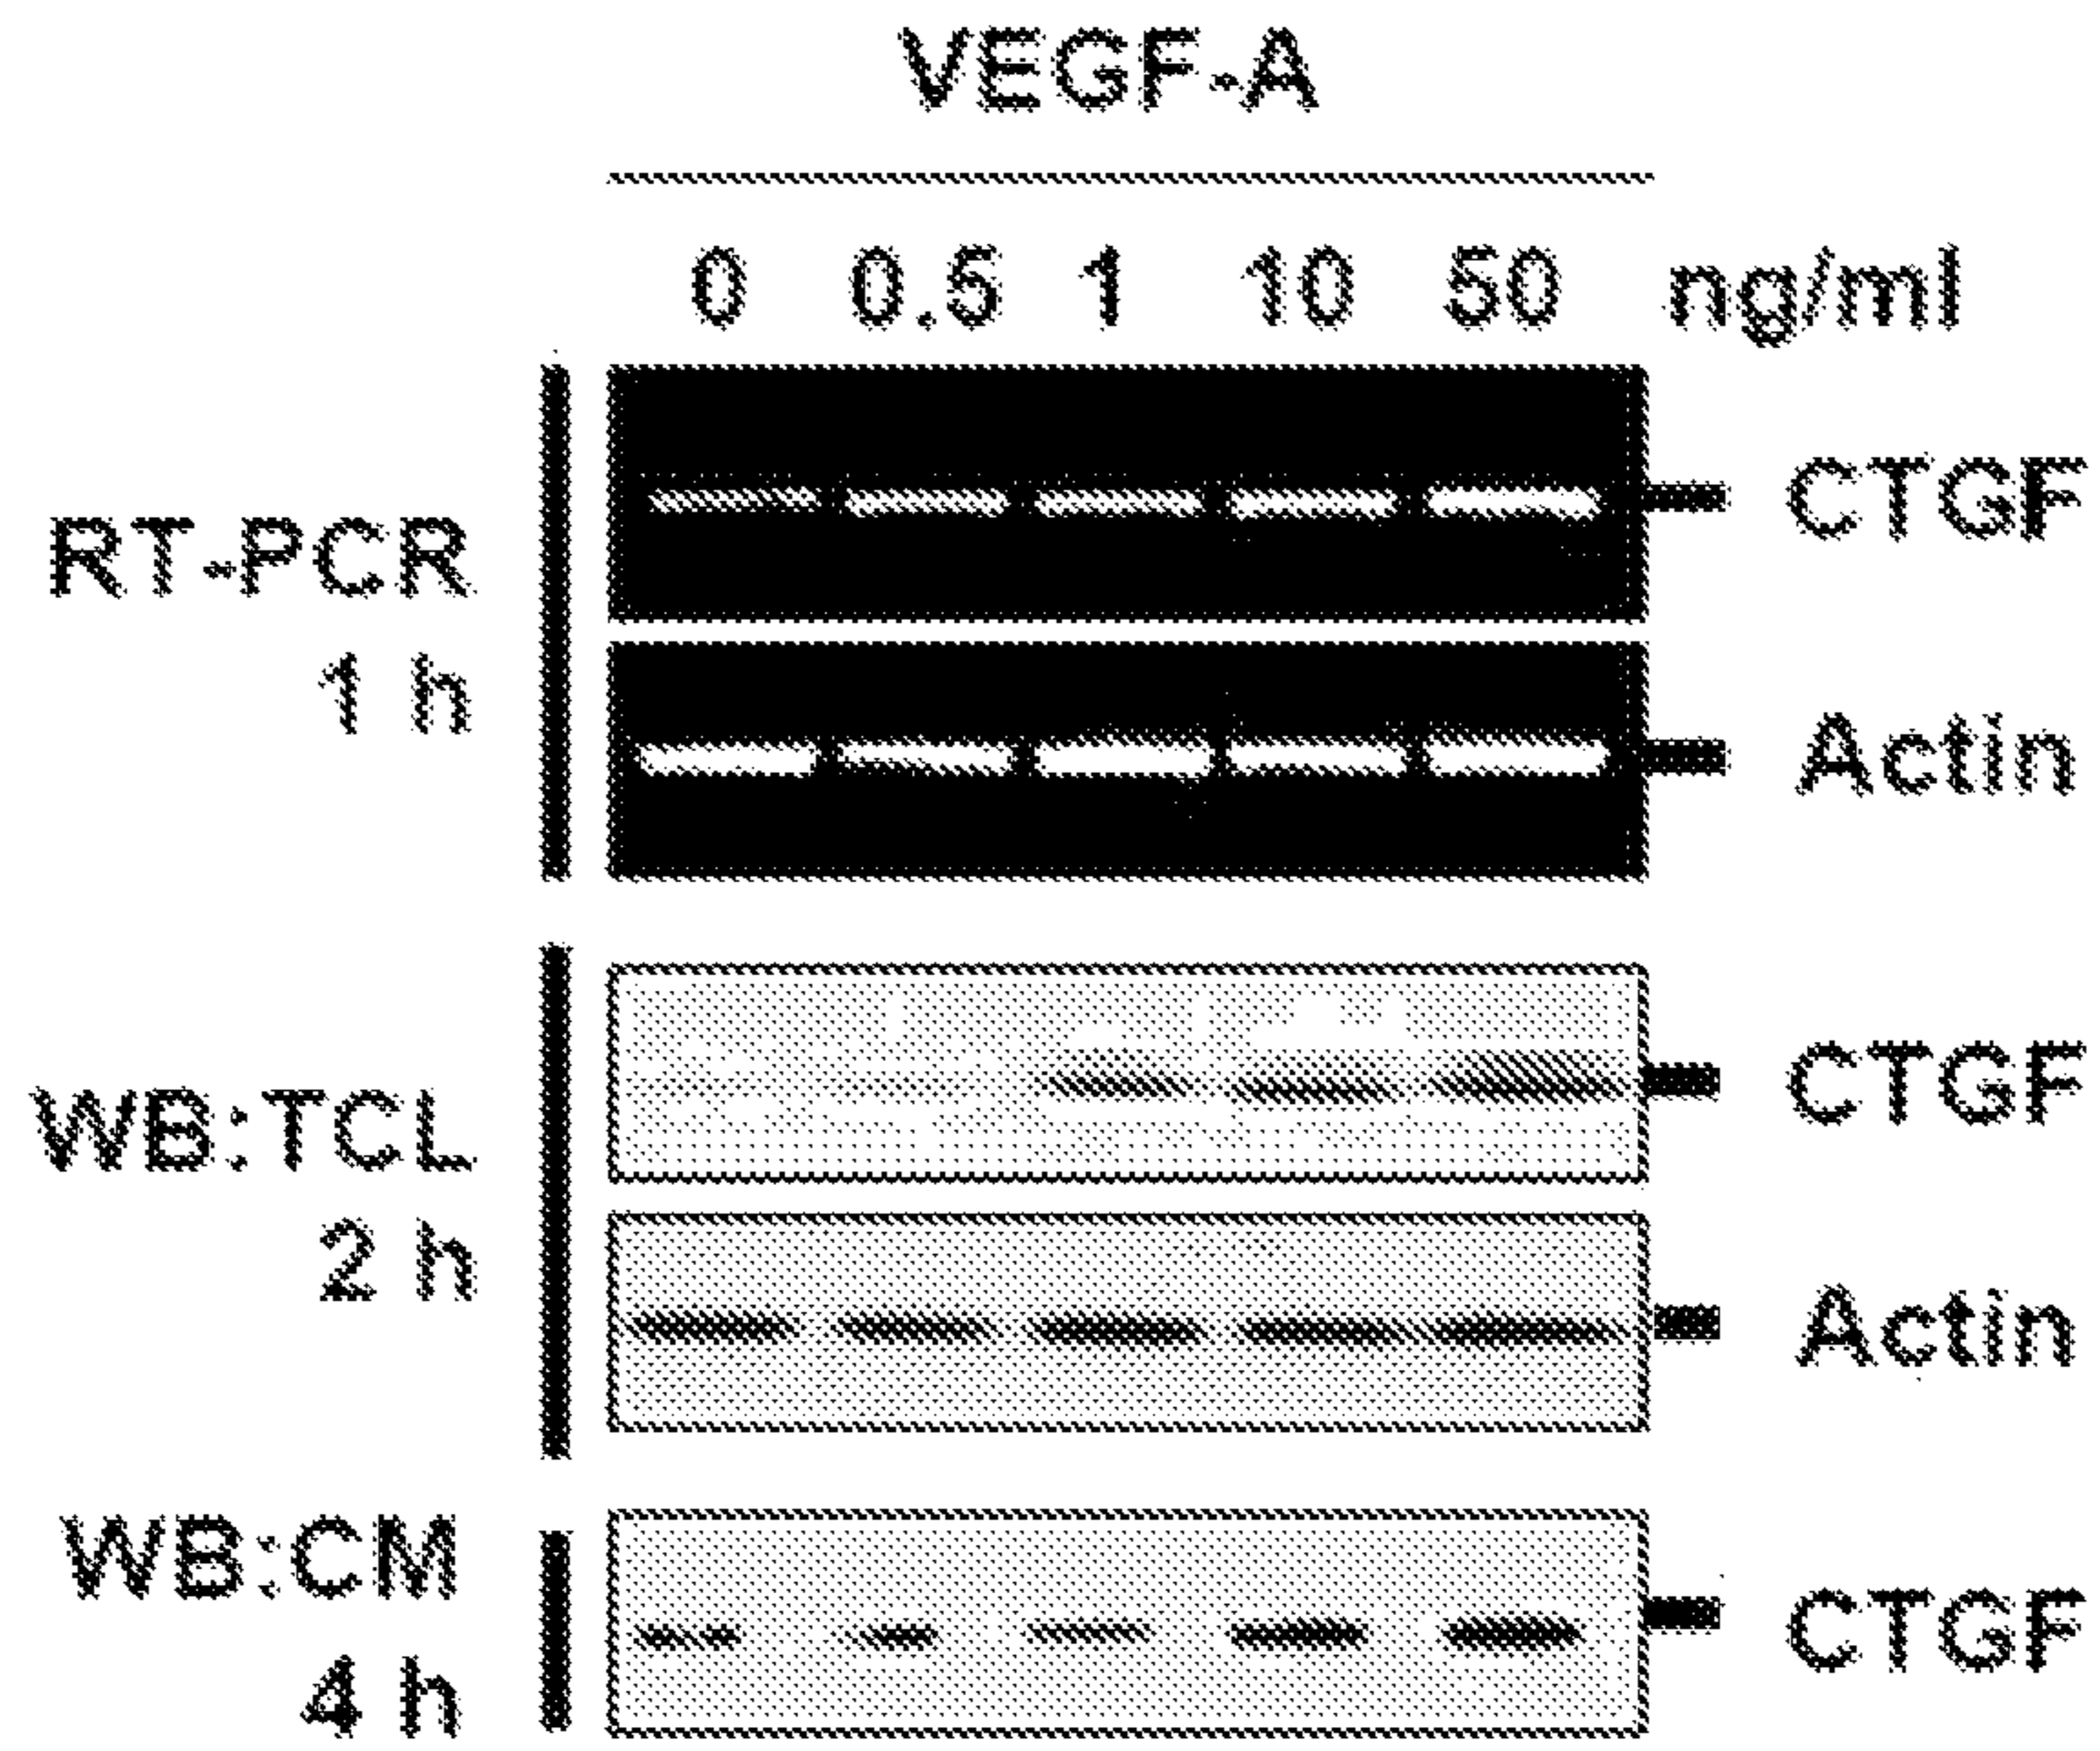 VEGF-A
0 0.5 1 10 50 ng/ml
CTGF
RT-PCR
1 h
Actin
CTGF
WB:TCL
2 h
Actin
WB:CM
CTGF
4 h